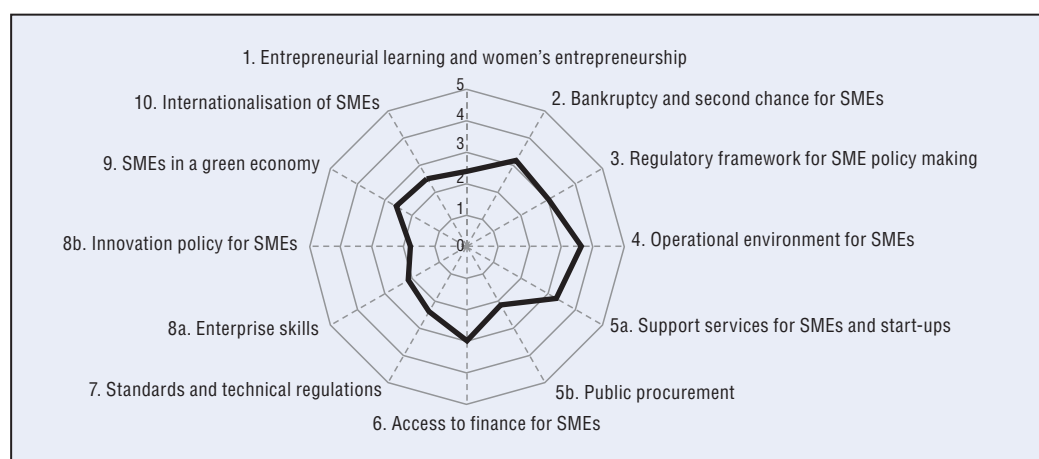 1. Entrepreneurial learning and women's entrepreneurship
2. Bankruptcy and second chance for SMEs
3. Regulatory framework for SME policy making
4. Operational environment for SMEs
5a. Support services for SMEs and start-ups
5b. Public procurement
6. Access to finance for SMEs
7. Standards and technical regulations
8a. Enterprise skills
8b. Innovation policy for SMEs
9. SMEs in a green economy
10. Internationalisation of SMEs
5
4
3
2
1
0